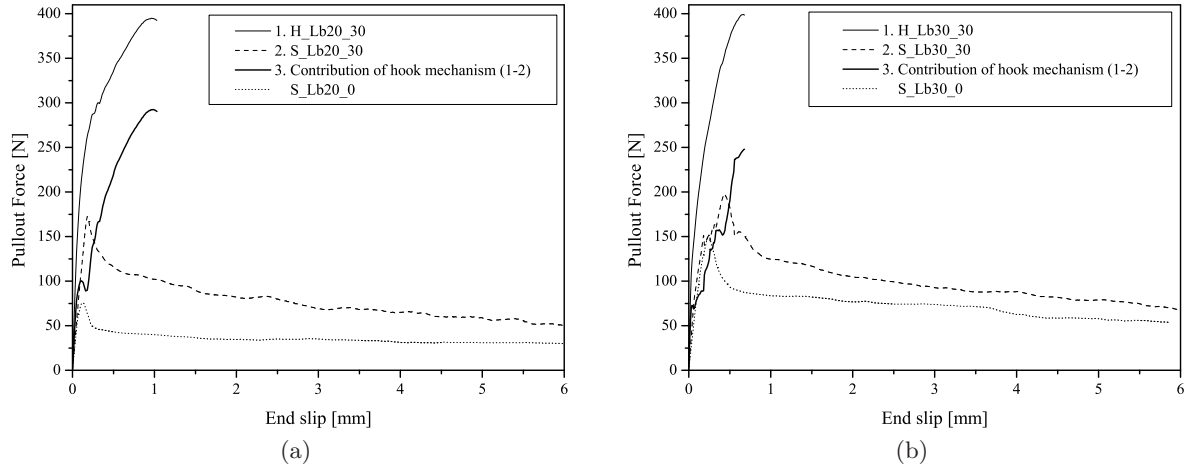 400
350
300
250
200
150
100
50
0
Pullout Force [N]
1. H_Lb20_30
2. S_Lb20_30
3. Contribution of hook mechanism (1-2)
S_Lb20_0
0 1 2 3 4 5 6
End slip [mm]
(a)
400
350
300
250
200
150
100
50
0
Pullout Force [N]
1. H_Lb30_30
2. S_Lb30_30
3. Contribution of hook mechanism (1-2)
S_Lb30_0
0 1 2 3 4 5 6
End slip [mm]
(b)